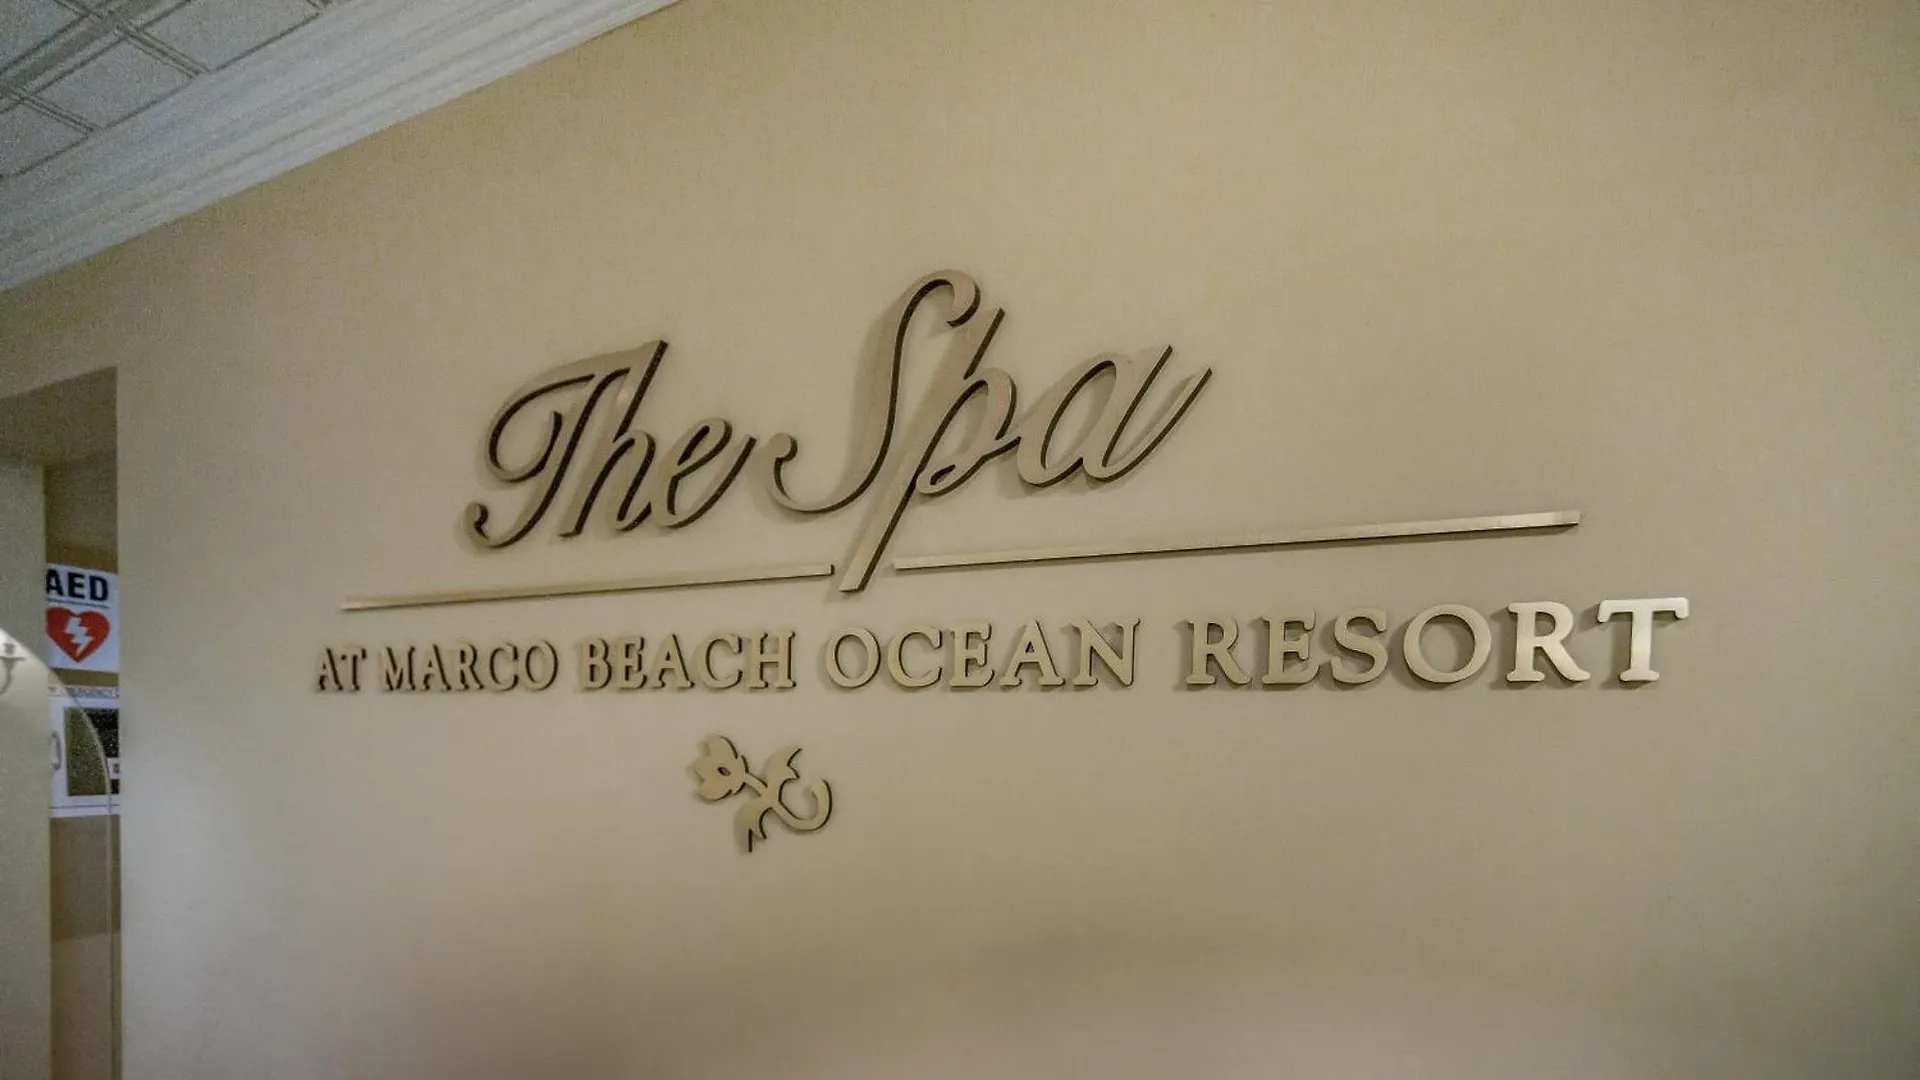 The Spa
AT MARCO BEACH OCEAN RESORT
AED